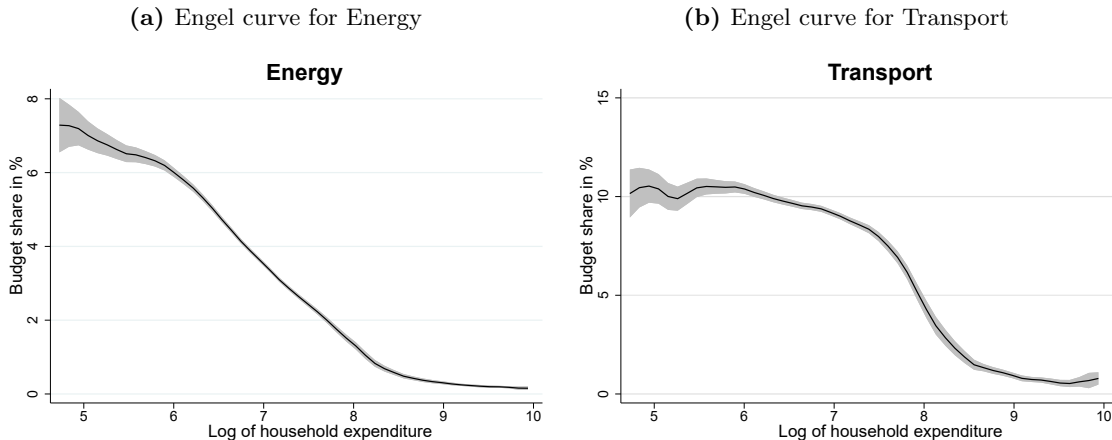 (a) Engel curve for Energy
Energy
Budget share in %
8
6
4
2
0
5 6 7 8 9 10
Log of household expenditure
(b) Engel curve for Transport
Transport
Budget share in %
15
10
5
0
5 6 7 8 9 10
Log of household expenditure